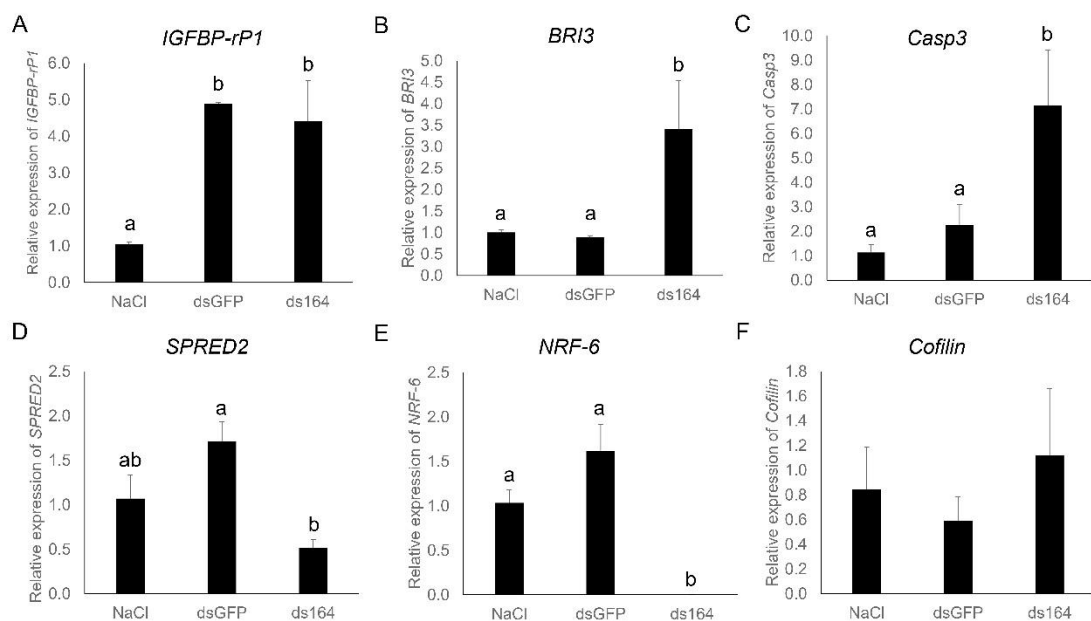 A
IGFBP-rP1
Relative expression of IGFBP-rP1
6.0
5.0
4.0
3.0
2.0
1.0
0.0
a
b
b
NaCl
dsGFP
ds164
B
BRI3
Relative expression of BRI3
5.0
4.5
4.0
3.5
3.0
2.5
2.0
1.5
1.0
0.5
0.0
a
a
b
NaCl
dsGFP
ds164
C
Casp3
Relative expression of Casp3
10.0
9.0
8.0
7.0
6.0
5.0
4.0
3.0
2.0
1.0
0.0
a
a
b
NaCl
dsGFP
ds164
D
SPRED2
Relative expression of SPRED2
2.5
2.0
1.5
1.0
0.5
0.0
ab
a
b
NaCl
dsGFP
ds164
E
NRF-6
Relative expression of NRF-6
2.5
2.0
1.5
1.0
0.5
0.0
a
a
b
NaCl
dsGFP
ds164
F
Cofilin
Relative expression of Cofilin
1.8
1.6
1.4
1.2
1.0
0.8
0.6
0.4
0.2
0.0
NaCl
dsGFP
ds164